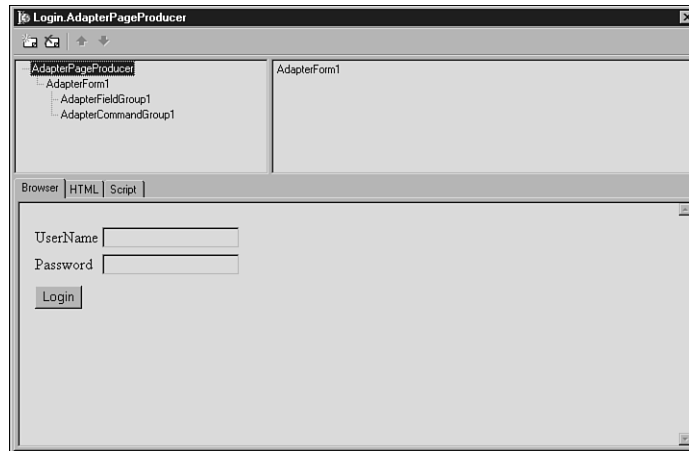 Login.AdapterPageProducer
AdapterPageProducer
AdapterForm1
AdapterFieldGroup1
AdapterCommandGroup1
AdapterForm1
Browser HTML Script
UserName
Password
Login